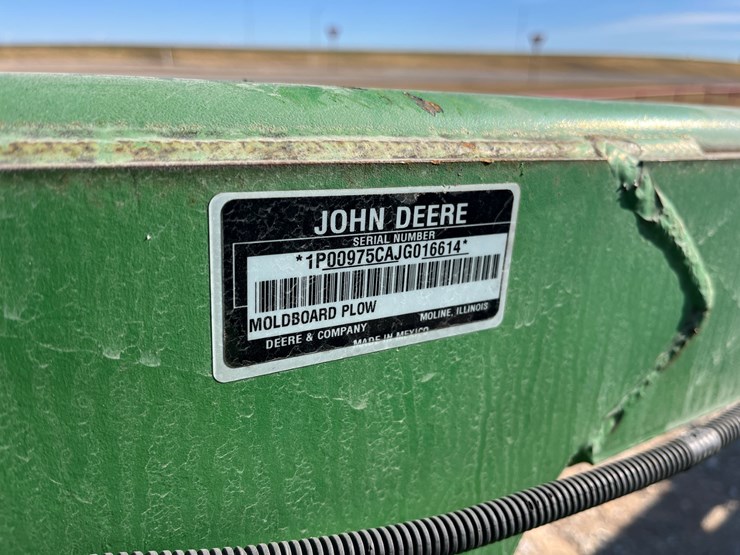 JOHN DEERE
SERIAL NUMBER
*1P00975CAJG016614*
MOLDBOARD PLOW
DEERE & COMPANY MOLINE, ILLINOIS
MADE IN MEXICO